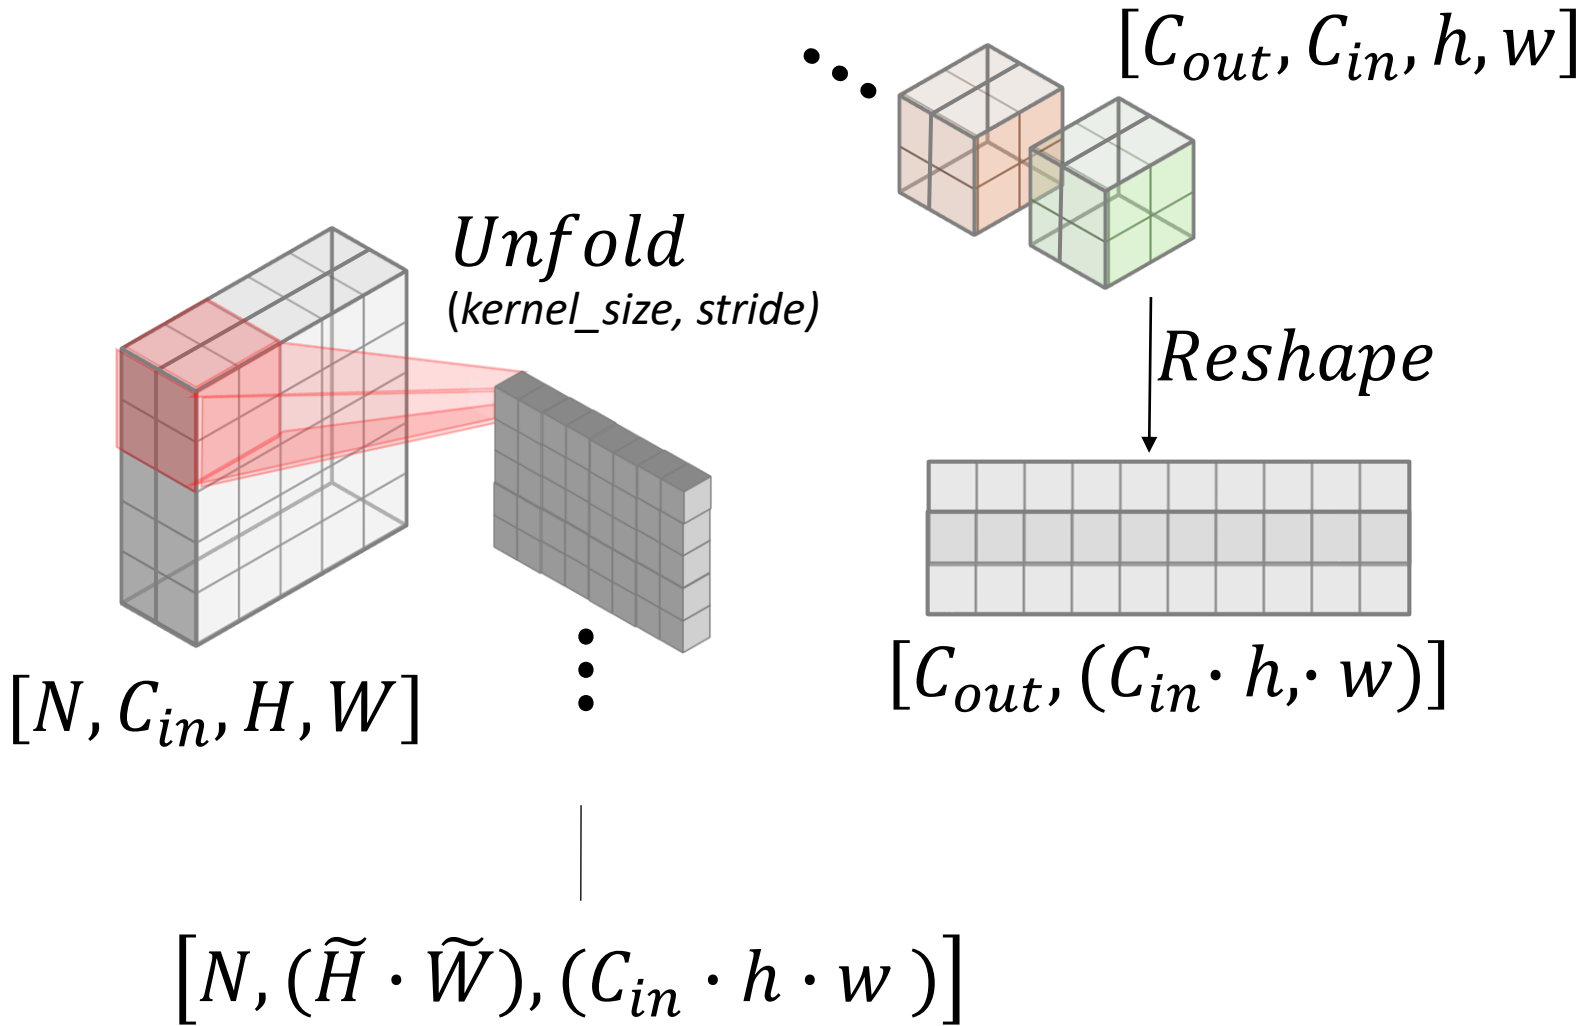 [C_out, C_in, h, w]
Unfold
(kernel_size, stride)
Reshape
[N, C_in, H, W]
[C_out, (C_in · h, · w)]
[N, (H̃ · W̃), (C_in · h · w )]